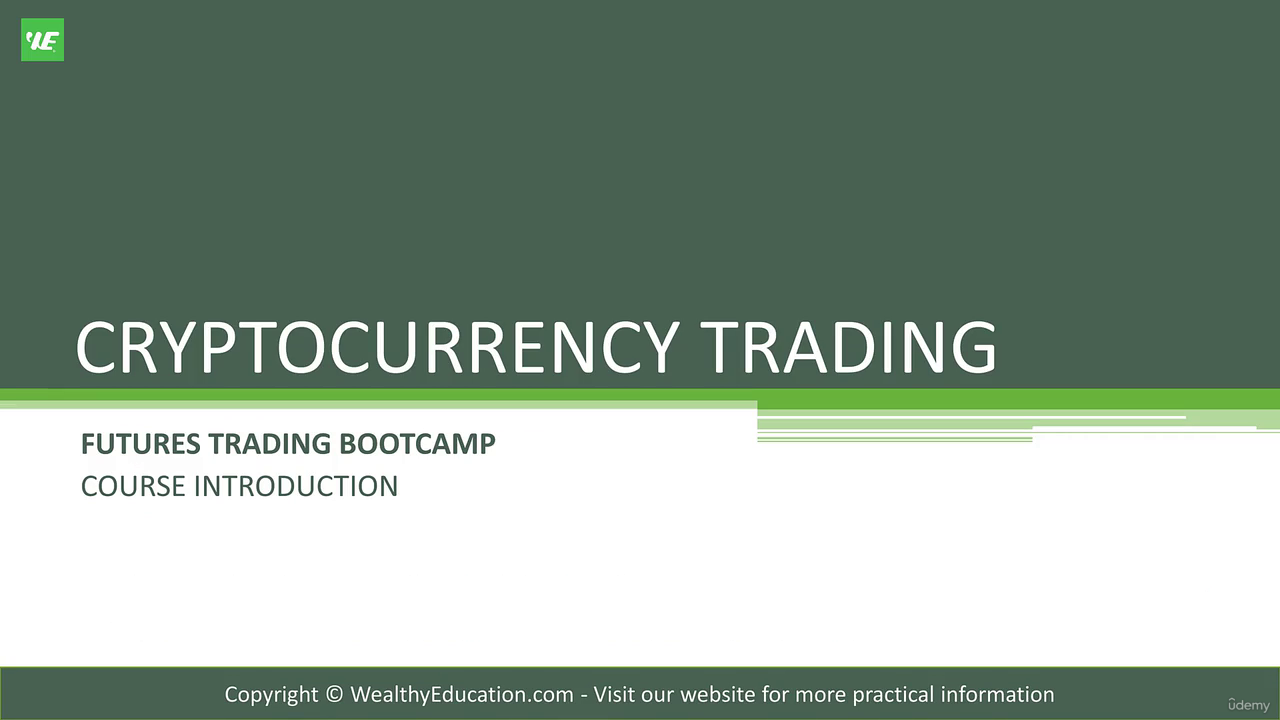 WE
CRYPTOCURRENCY TRADING
FUTURES TRADING BOOTCAMP
COURSE INTRODUCTION
Copyright © WealthyEducation.com - Visit our website for more practical information
ûdemy